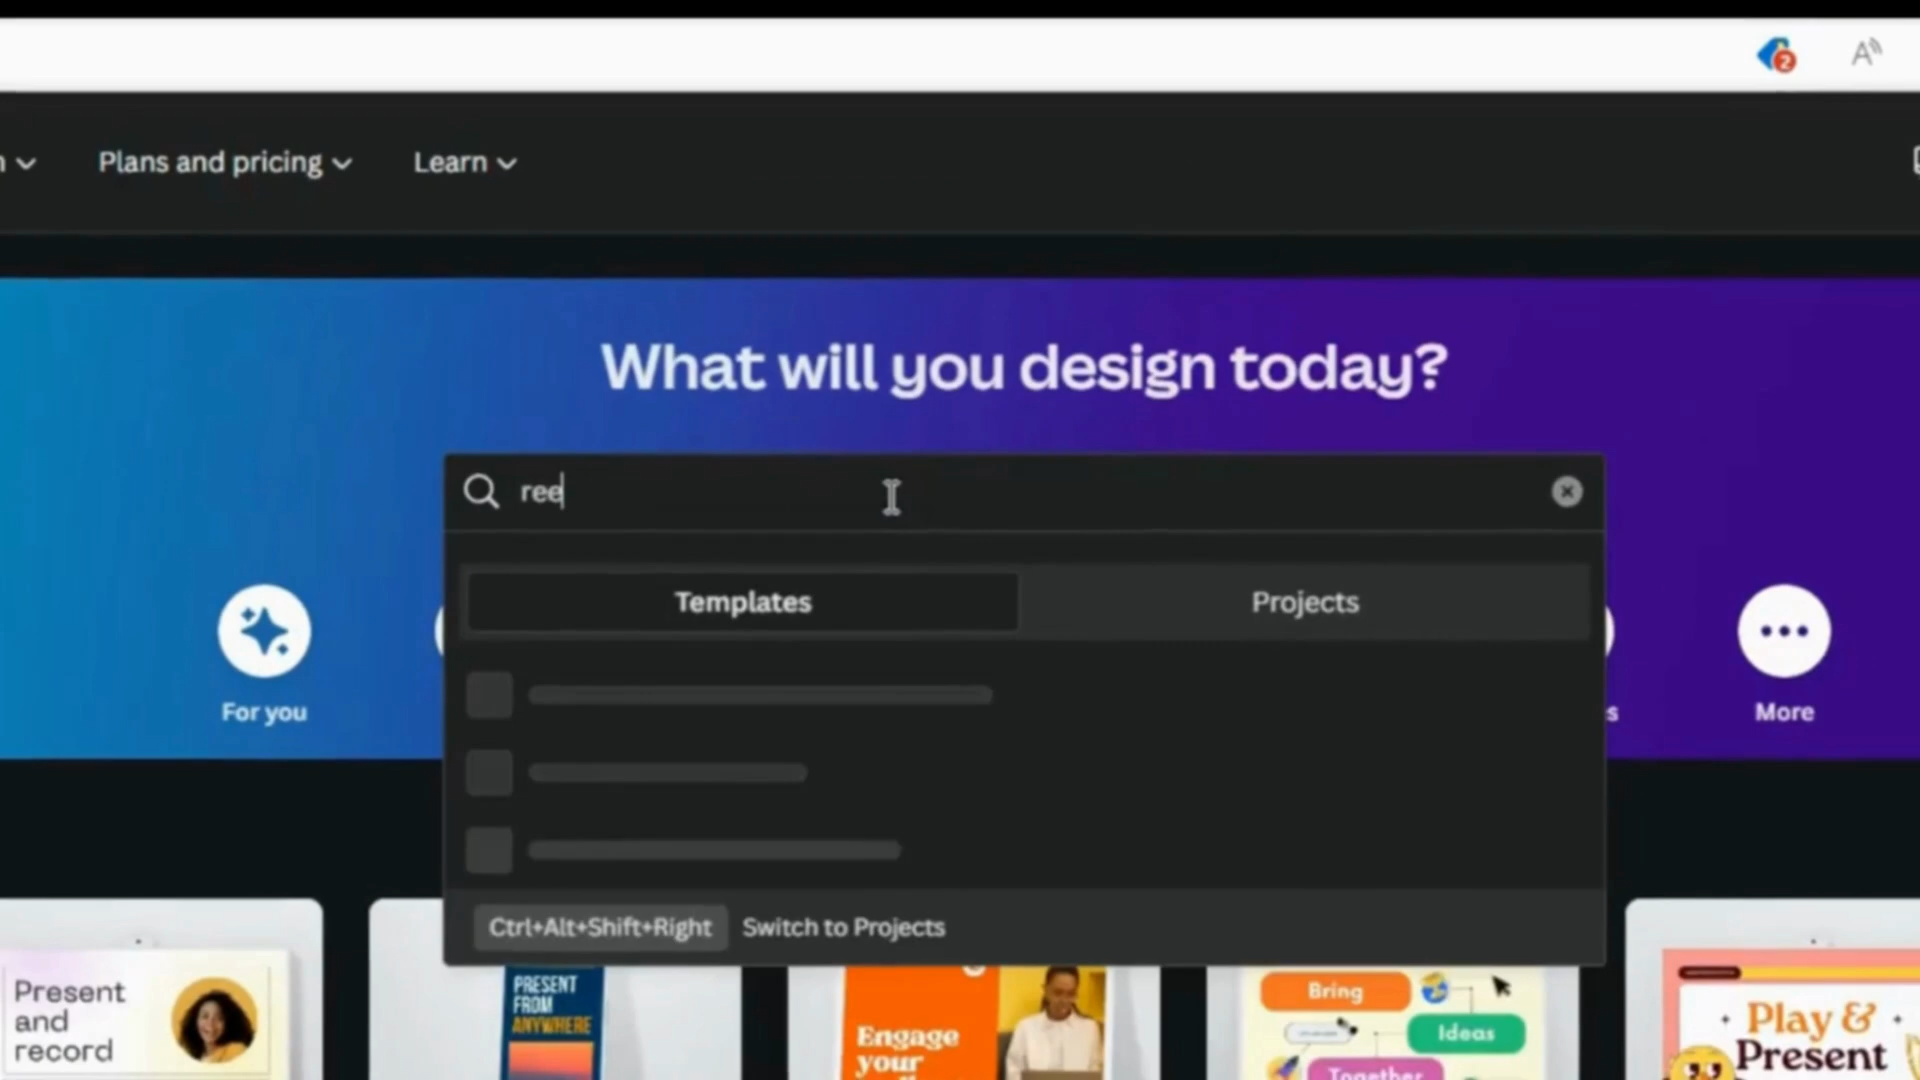 2
A
Plans and pricing
Learn
What will you design today?
ree
Templates
Projects
For you
s
More
Ctrl+Alt+Shift+Right Switch to Projects
Present
and
record
PRESENT
FROM
ANYWHERE
Engage
your
Bring
Ideas
Together
Play &
Present